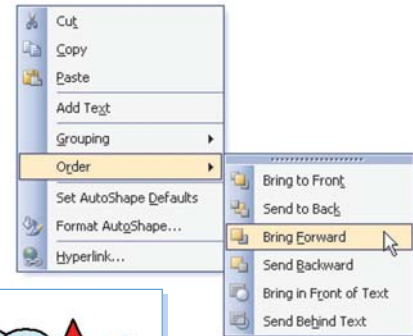 Cut
Copy
Paste
Add Text
Grouping
Order
Set AutoShape Defaults
Format AutoShape...
Hyperlink...
Bring to Front
Send to Back
Bring Forward
Send Backward
Bring in Front of Text
Send Behind Text